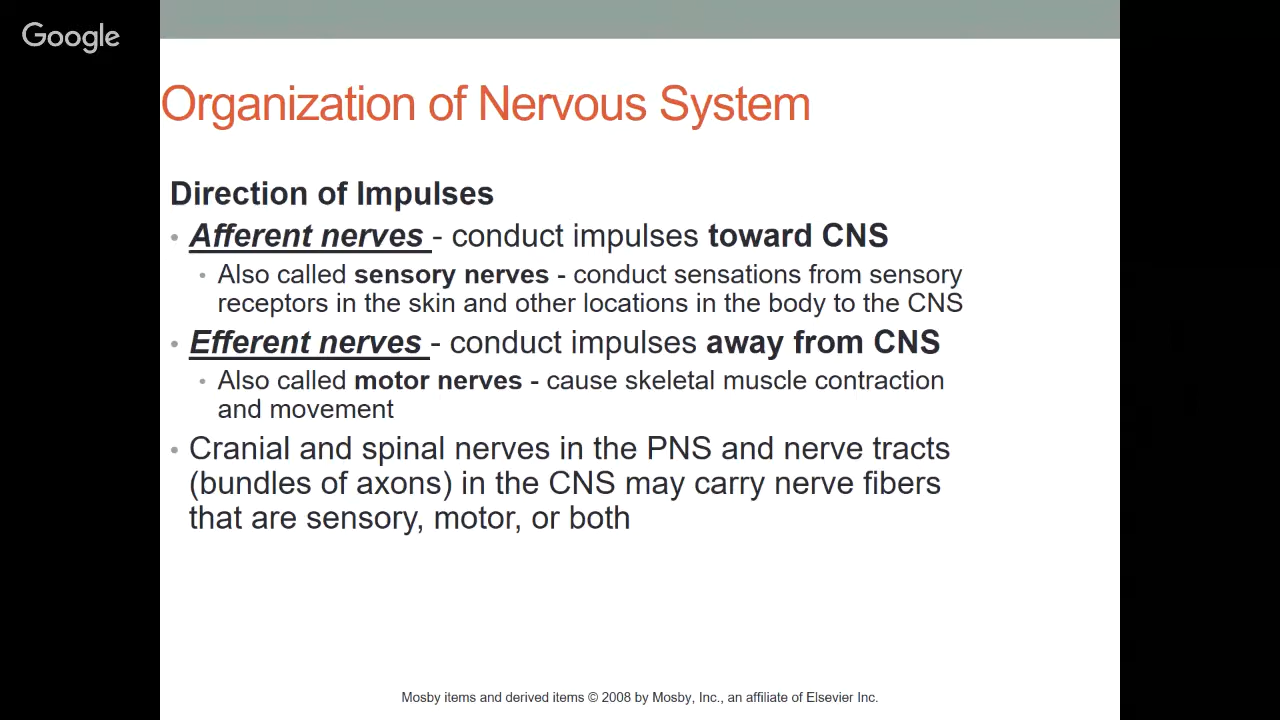 Google
Organization of Nervous System
Direction of Impulses
• Afferent nerves - conduct impulses toward CNS
• Also called sensory nerves - conduct sensations from sensory
receptors in the skin and other locations in the body to the CNS
• Efferent nerves - conduct impulses away from CNS
• Also called motor nerves - cause skeletal muscle contraction
and movement
• Cranial and spinal nerves in the PNS and nerve tracts
(bundles of axons) in the CNS may carry nerve fibers
that are sensory, motor, or both
Mosby items and derived items © 2008 by Mosby, Inc., an affiliate of Elsevier Inc.